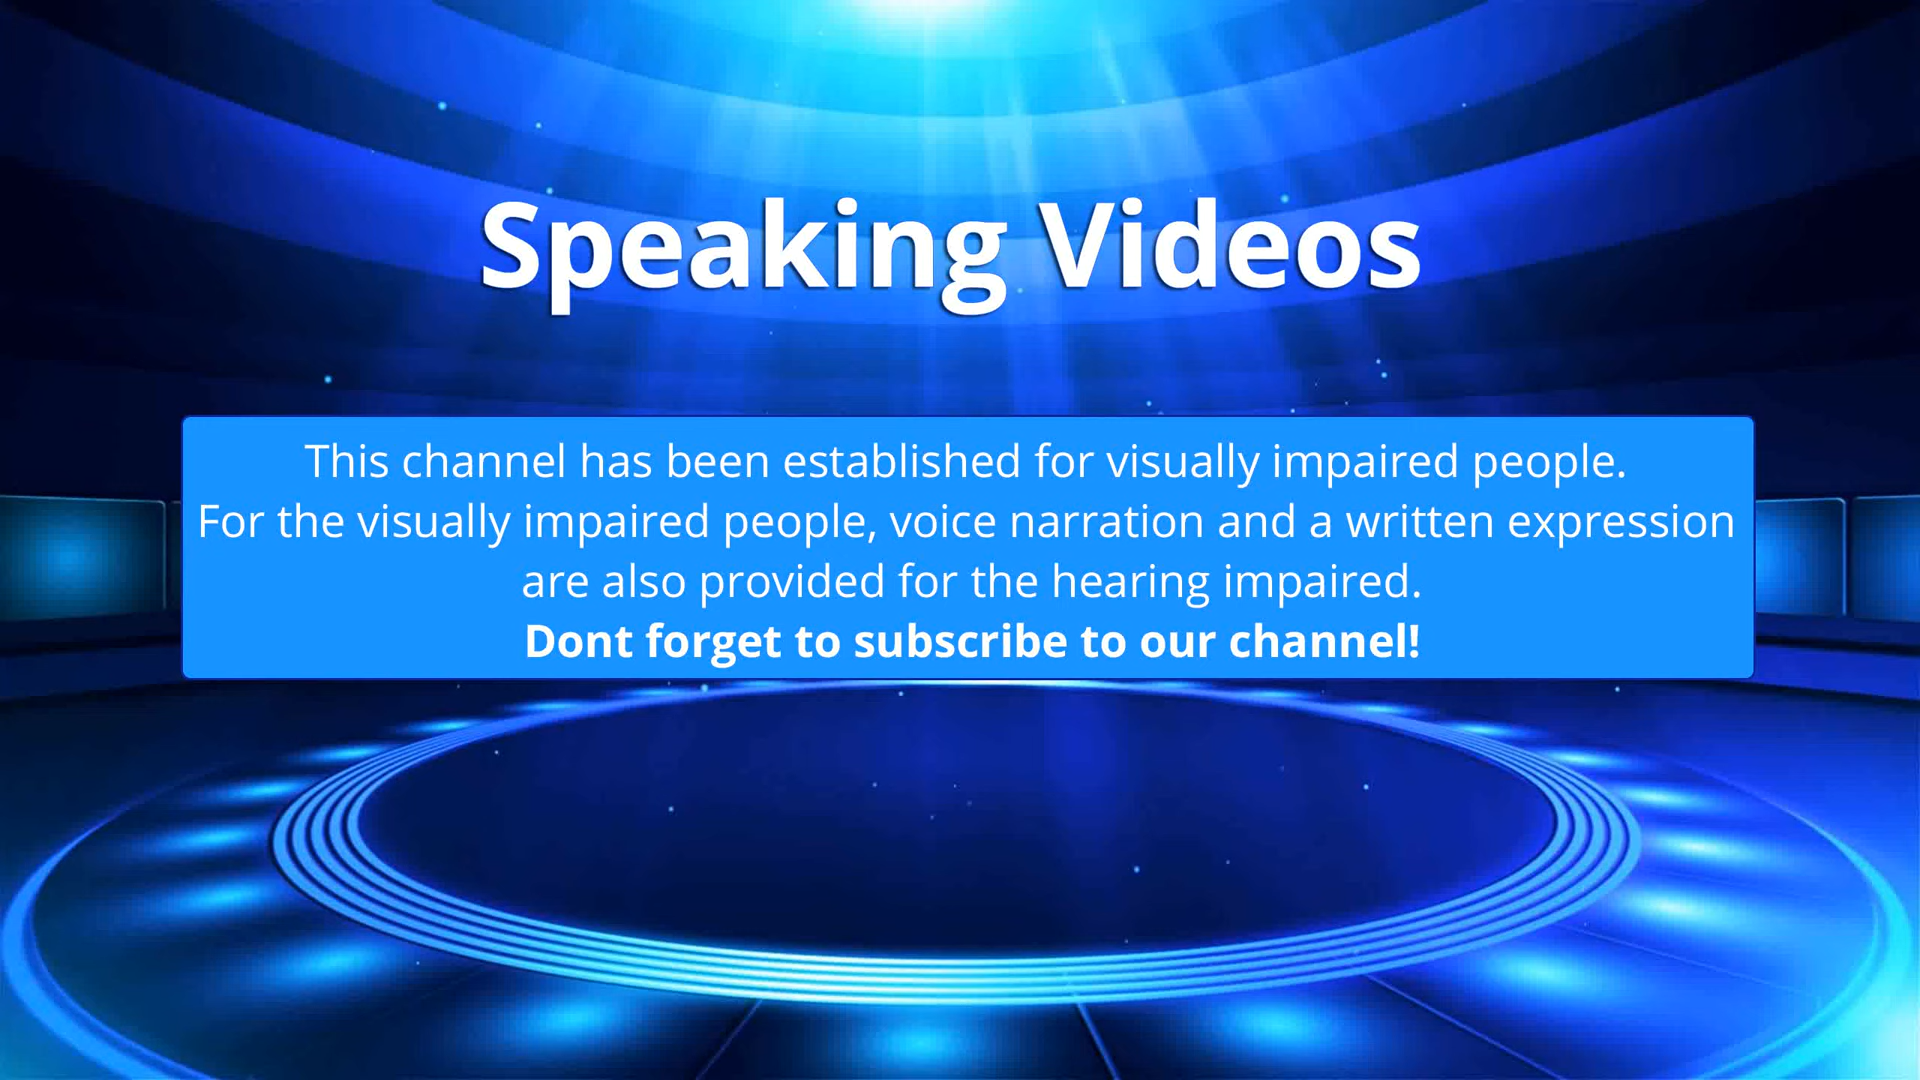 Speaking Videos
This channel has been established for visually impaired people.
For the visually impaired people, voice narration and a written expression
are also provided for the hearing impaired.
Dont forget to subscribe to our channel!